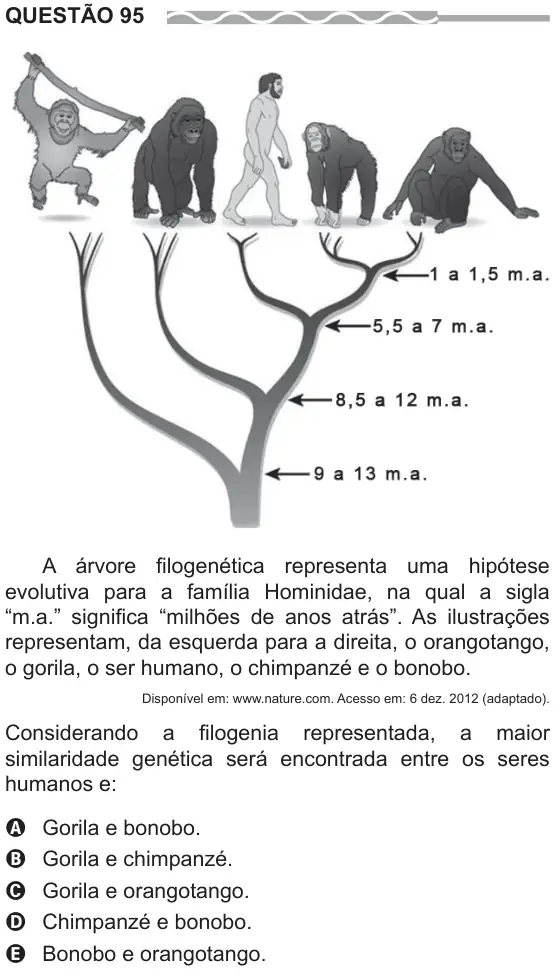 QUESTÃO 95
1 a 1,5 m.a.
5,5 a 7 m.a.
8,5 a 12 m.a.
9 a 13 m.a.
A árvore filogenética representa uma hipótese
evolutiva para a família Hominidae, na qual a sigla
“m.a.” significa “milhões de anos atrás”. As ilustrações
representam, da esquerda para a direita, o orangotango,
o gorila, o ser humano, o chimpanzé e o bonobo.
Disponível em: www.nature.com. Acesso em: 6 dez. 2012 (adaptado).
Considerando a filogenia representada, a maior
similaridade genética será encontrada entre os seres
humanos e:
A Gorila e bonobo.
B Gorila e chimpanzé.
C Gorila e orangotango.
D Chimpanzé e bonobo.
E Bonobo e orangotango.